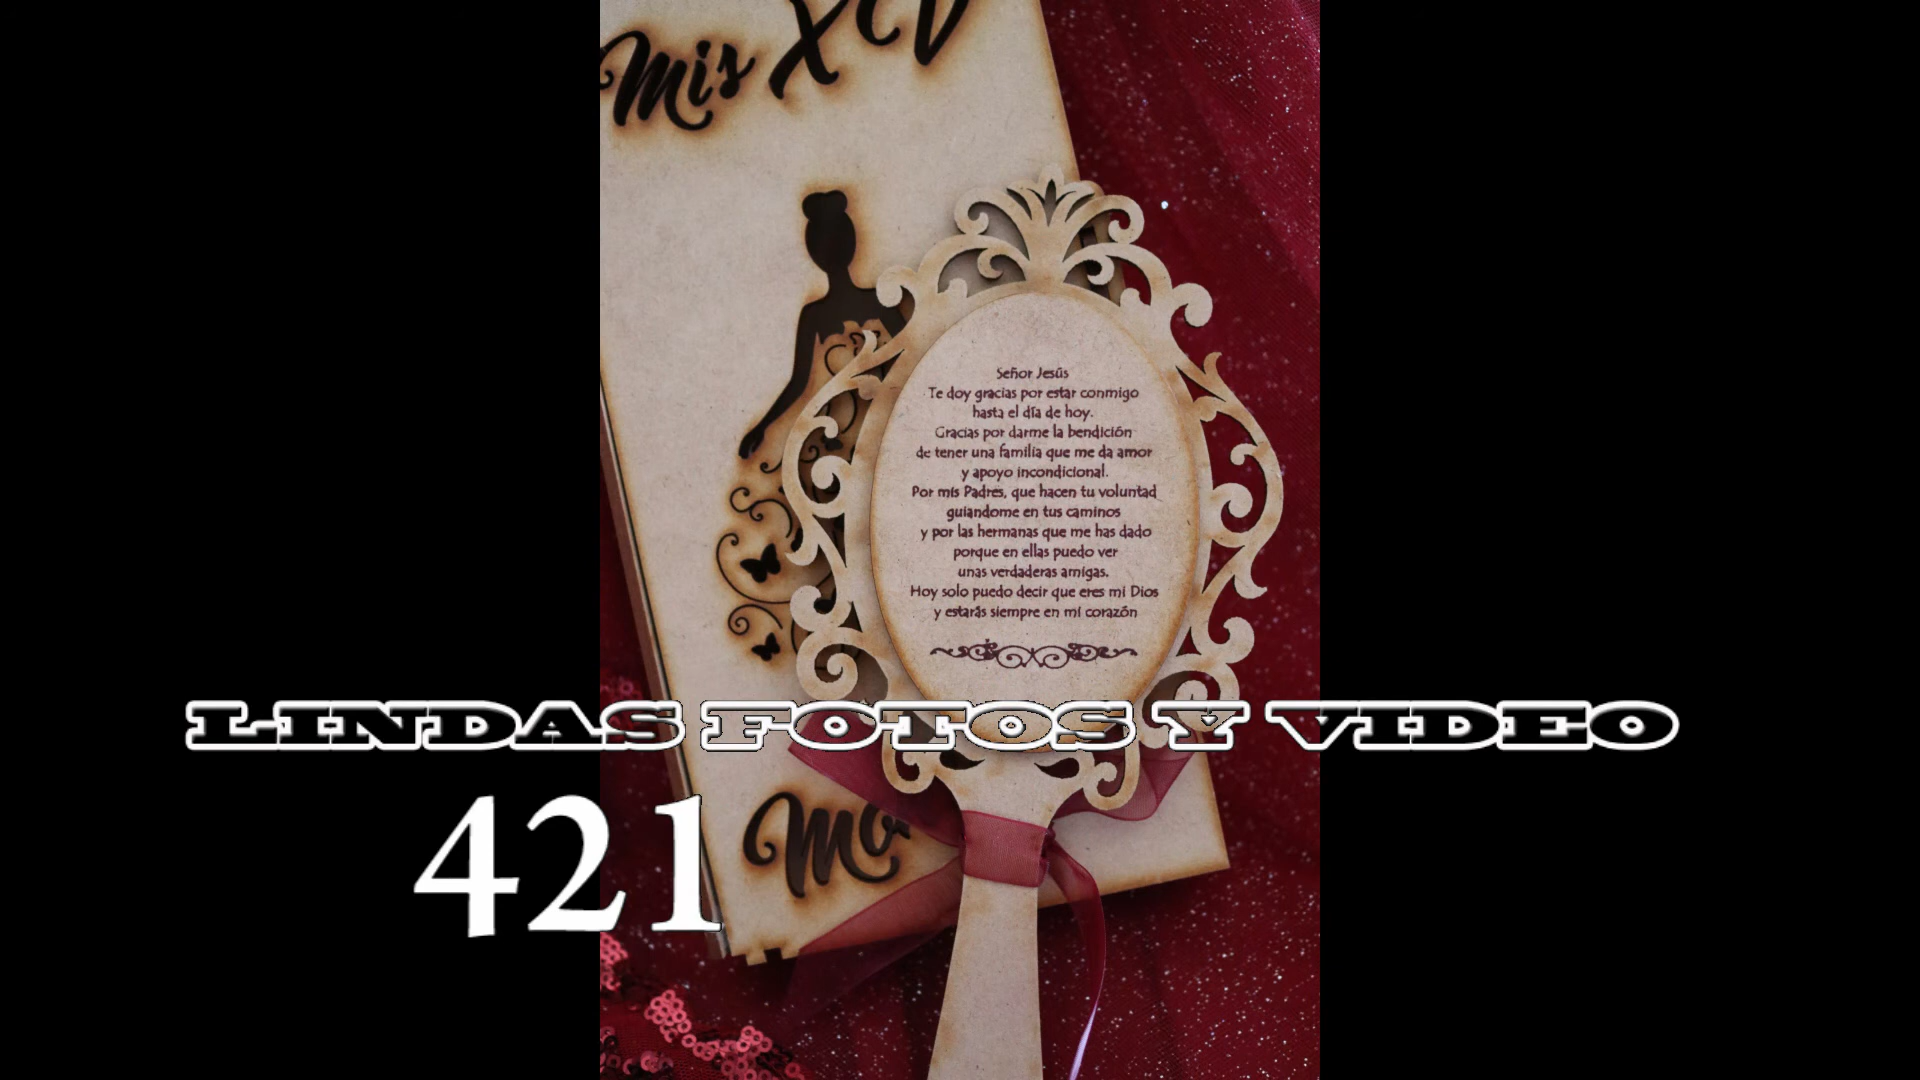 Mis XV
Señor Jesús
Te doy gracias por estar conmigo
hasta el día de hoy.
Gracias por darme la bendición
de tener una familia que me da amor
y apoyo incondicional.
Por mis Padres, que hacen tu voluntad
guiandome en tus caminos
y por las hermanas que me has dado
porque en ellas puedo ver
unas verdaderas amigas.
Hoy solo puedo decir que eres mi Dios
y estarás siempre en mi corazón
LINDAS FOTOS Y VIDEO
421